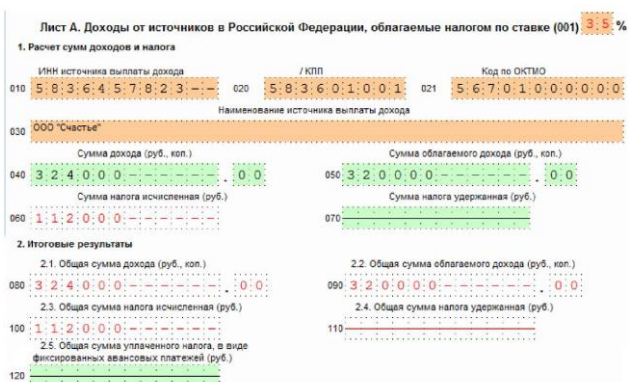 Лист А. Доходы от источников в Российской Федерации, облагаемые налогом по ставке (001) 35 %
1. Расчет сумм доходов и налога
ИНН источника выплаты дохода / КПП Код по ОКТМО
010 5836457823-- 020 583601001 021 56701000000
Наименование источника выплаты дохода
030 ООО "Счастье"
Сумма дохода (руб., коп.) Сумма облагаемого дохода (руб., коп.)
040 324000------ . 00 050 320000------ . 00
Сумма налога исчисленная (руб.) Сумма налога удержанная (руб.)
060 112000------ 070
2. Итоговые результаты
2.1. Общая сумма дохода (руб., коп.) 2.2. Общая сумма облагаемого дохода (руб., коп.)
080 324000------ . 00 090 320000------ . 00
2.3. Общая сумма налога исчисленная (руб.) 2.4. Общая сумма налога удержанная (руб.)
100 112000------ 110
2.5. Общая сумма уплаченного налога, в виде
фиксированных авансовых платежей (руб.)
120